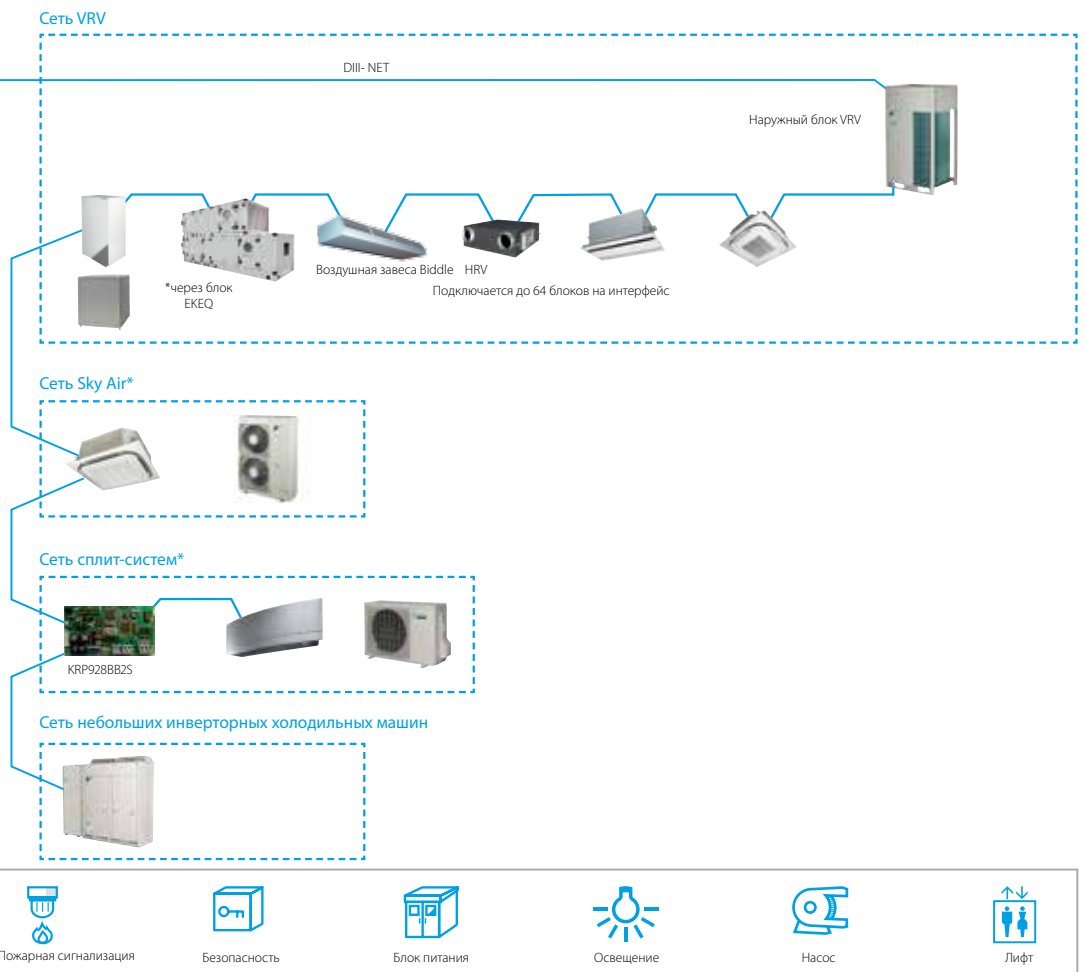 Сеть VRV
DIII- NET
Наружный блок VRV
*через блок
EKEQ
Воздушная завеса Biddle
HRV
Подключается до 64 блоков на интерфейс
Сеть Sky Air*
Сеть сплит-систем*
KRP928BB2S
Сеть небольших инверторных холодильных машин
Пожарная сигнализация
Безопасность
Блок питания
Освещение
Насос
Лифт